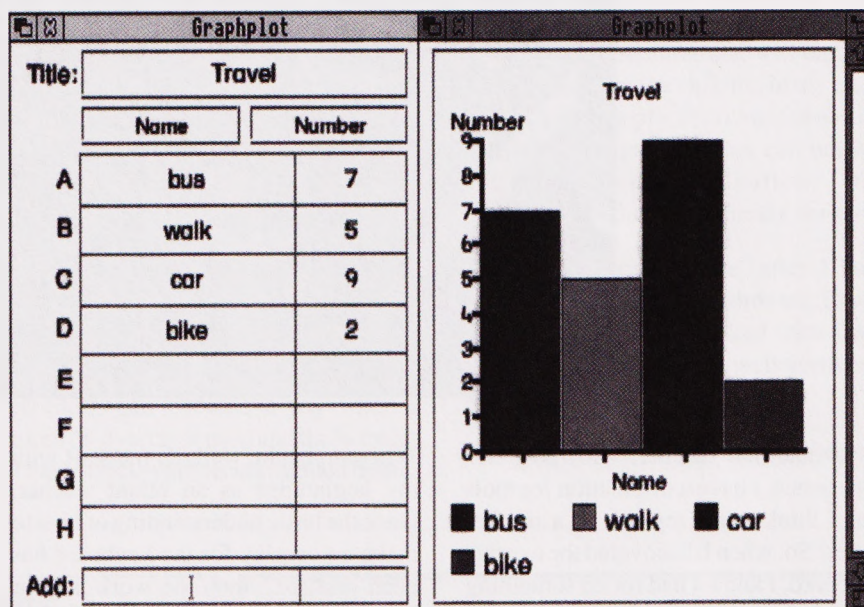 Graphplot
Title: Travel
Name Number
A bus 7
B walk 5
C car 9
D bike 2
E
F
G
H
Add:
Graphplot
Travel
Number
9
8
7
6
5
4
3
2
1
0
Name
bus walk car
bike